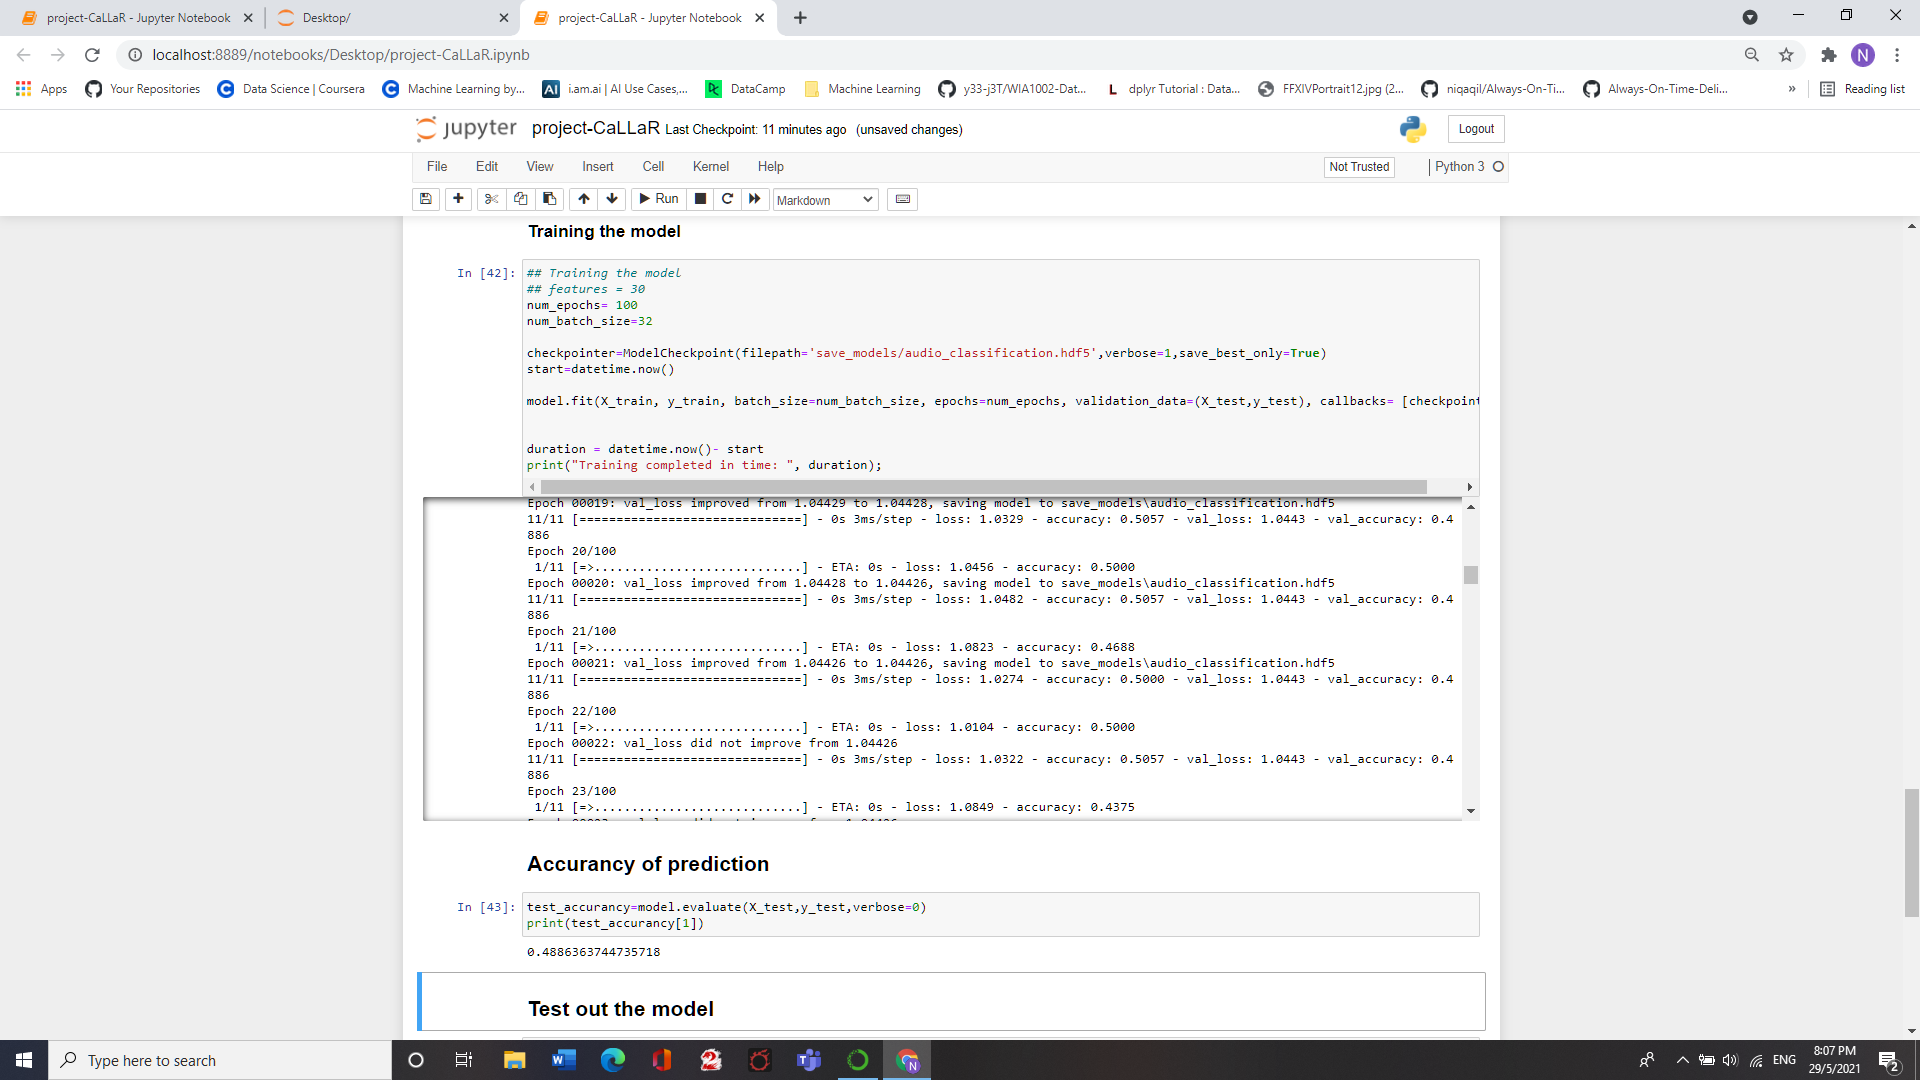 project-CaLLaR - Jupyter Notebook
Desktop/
project-CaLLaR - Jupyter Notebook
localhost:8889/notebooks/Desktop/project-CaLLaR.ipynb
N
Apps
Your Repositories
Data Science | Coursera
Machine Learning by...
AI
i.am.ai | AI Use Cases,...
DataCamp
Machine Learning
y33-j3T/WIA1002-Dat...
L
dplyr Tutorial : Data...
FFXIVPortrait12.jpg (2...
niqaqil/Always-On-Ti...
Always-On-Time-Deli...
»
Reading list
jupyter project-CaLLaR Last Checkpoint: 11 minutes ago (unsaved changes)
Logout
File Edit View Insert Cell Kernel Help
Not Trusted
Python 3
Run
Markdown
Training the model
In [42]:
## Training the model
## features = 30
num_epochs= 100
num_batch_size=32
checkpointer=ModelCheckpoint(filepath='save_models/audio_classification.hdf5',verbose=1,save_best_only=True)
start=datetime.now()
model.fit(X_train, y_train, batch_size=num_batch_size, epochs=num_epochs, validation_data=(X_test,y_test), callbacks= [checkpoint
duration = datetime.now()- start
print("Training completed in time: ", duration);
Epoch 00019: val_loss improved from 1.04429 to 1.04428, saving model to save_models\audio_classification.hdf5
11/11 [==============================] - 0s 3ms/step - loss: 1.0329 - accuracy: 0.5057 - val_loss: 1.0443 - val_accuracy: 0.4
886
Epoch 20/100
1/11 [=>............................] - ETA: 0s - loss: 1.0456 - accuracy: 0.5000
Epoch 00020: val_loss improved from 1.04428 to 1.04426, saving model to save_models\audio_classification.hdf5
11/11 [==============================] - 0s 3ms/step - loss: 1.0482 - accuracy: 0.5057 - val_loss: 1.0443 - val_accuracy: 0.4
886
Epoch 21/100
1/11 [=>............................] - ETA: 0s - loss: 1.0823 - accuracy: 0.4688
Epoch 00021: val_loss improved from 1.04426 to 1.04426, saving model to save_models\audio_classification.hdf5
11/11 [==============================] - 0s 3ms/step - loss: 1.0274 - accuracy: 0.5000 - val_loss: 1.0443 - val_accuracy: 0.4
886
Epoch 22/100
1/11 [=>............................] - ETA: 0s - loss: 1.0104 - accuracy: 0.5000
Epoch 00022: val_loss did not improve from 1.04426
11/11 [==============================] - 0s 3ms/step - loss: 1.0322 - accuracy: 0.5057 - val_loss: 1.0443 - val_accuracy: 0.4
886
Epoch 23/100
1/11 [=>............................] - ETA: 0s - loss: 1.0849 - accuracy: 0.4375
Accurancy of prediction
In [43]:
test_accurancy=model.evaluate(X_test,y_test,verbose=0)
print(test_accurancy[1])
0.4886363744735718
Test out the model
Type here to search
ENG
8:07 PM
29/5/2021
2